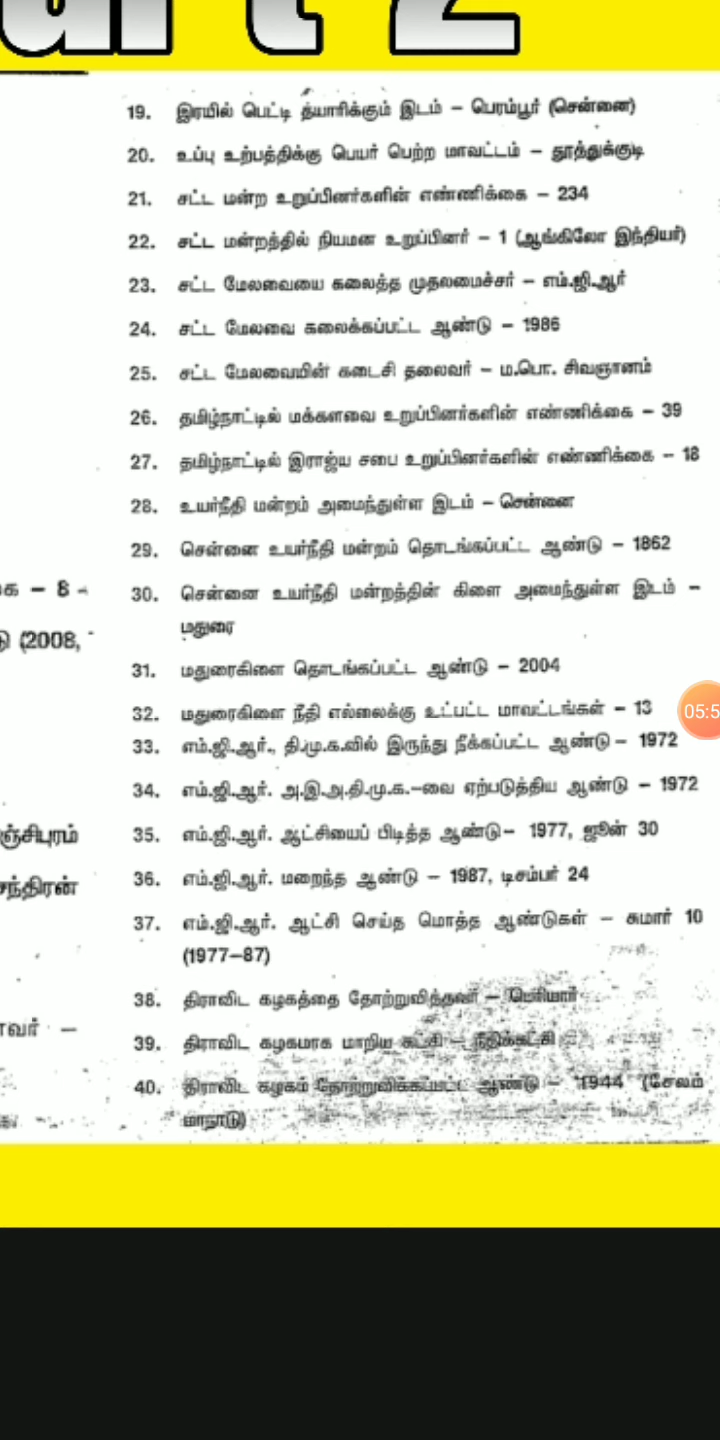 art 2
19. இரயில் பெட்டி தயாரிக்கும் இடம் – பெரம்பூர் (சென்னை)
20. உப்பு உற்பத்திக்கு பெயர் பெற்ற மாவட்டம் – தூத்துக்குடி
21. சட்ட மன்ற உறுப்பினர்களின் எண்ணிக்கை – 234
22. சட்ட மன்றத்தில் நியமன உறுப்பினர் – 1 (ஆங்கிலோ இந்தியர்)
23. சட்ட மேலவையை கலைத்த முதலமைச்சர் – எம்.ஜி.ஆர்
24. சட்ட மேலவை கலைக்கப்பட்ட ஆண்டு – 1986
25. சட்ட மேலவையின் கடைசி தலைவர் – ம.பொ. சிவஞானம்
26. தமிழ்நாட்டில் மக்களவை உறுப்பினர்களின் எண்ணிக்கை – 39
27. தமிழ்நாட்டில் இராஜ்ய சபை உறுப்பினர்களின் எண்ணிக்கை – 18
28. உயர்நீதி மன்றம் அமைந்துள்ள இடம் – சென்னை
29. சென்னை உயர்நீதி மன்றம் தொடங்கப்பட்ட ஆண்டு – 1862
30. சென்னை உயர்நீதி மன்றத்தின் கிளை அமைந்துள்ள இடம் –
மதுரை
31. மதுரைகிளை தொடங்கப்பட்ட ஆண்டு – 2004
32. மதுரைகிளை நீதி எல்லைக்கு உட்பட்ட மாவட்டங்கள் – 13
33. எம்.ஜி.ஆர்., தி.மு.க.வில் இருந்து நீக்கப்பட்ட ஆண்டு – 1972
34. எம்.ஜி.ஆர். அ.இ.அ.தி.மு.க.–வை ஏற்படுத்திய ஆண்டு – 1972
35. எம்.ஜி.ஆர். ஆட்சியைப் பிடித்த ஆண்டு– 1977, ஜூன் 30
36. எம்.ஜி.ஆர். மறைந்த ஆண்டு – 1987, டிசம்பர் 24
37. எம்.ஜி.ஆர். ஆட்சி செய்த மொத்த ஆண்டுகள் – சுமார் 10
(1977–87)
38. திராவிட கழகத்தை தோற்றுவித்தவர் – பெரியார்
39. திராவிட கழகமாக மாறிய கட்சி – நீதிக்கட்சி
40. திராவிட கழகம் தோற்றுவிக்கப்பட்ட ஆண்டு – 1944 (சேலம்
மாநாடு)
கை – 8 –
டு (2008,
ஞ்சிபுரம்
சந்திரன்
ாவர் –
05:5